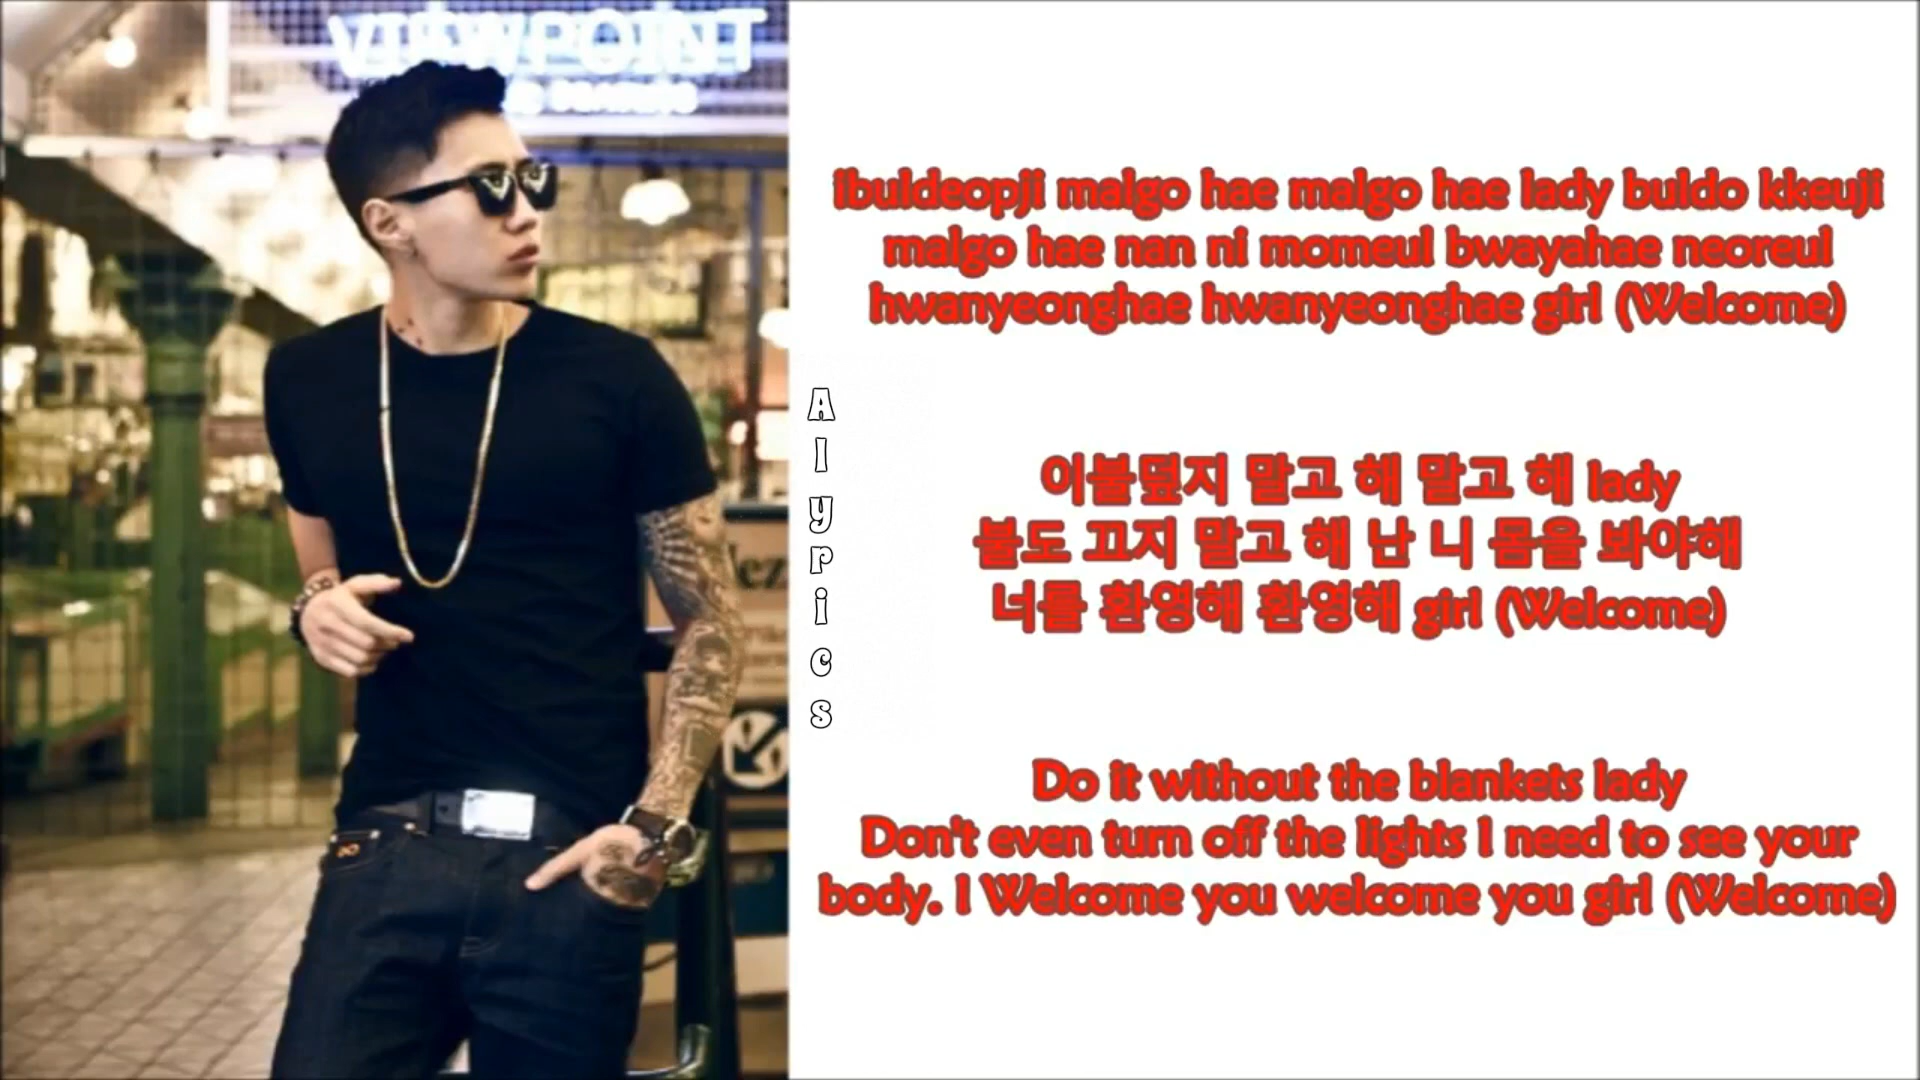 VIEWPOINT
ibuldeopji malgo hae malgo hae lady buldo kkeuji
malgo hae nan ni momeul bwayahae neoreul
hwanyeonghae hwanyeonghae girl (Welcome)
Alypics
이불덮지 말고 해 말고 해 lady
불도 끄지 말고 해 난 니 몸을 봐야해
너를 환영해 환영해 girl (Welcome)
Do it without the blankets lady
Don't even turn off the lights I need to see your
body. I Welcome you welcome you girl (Welcome)